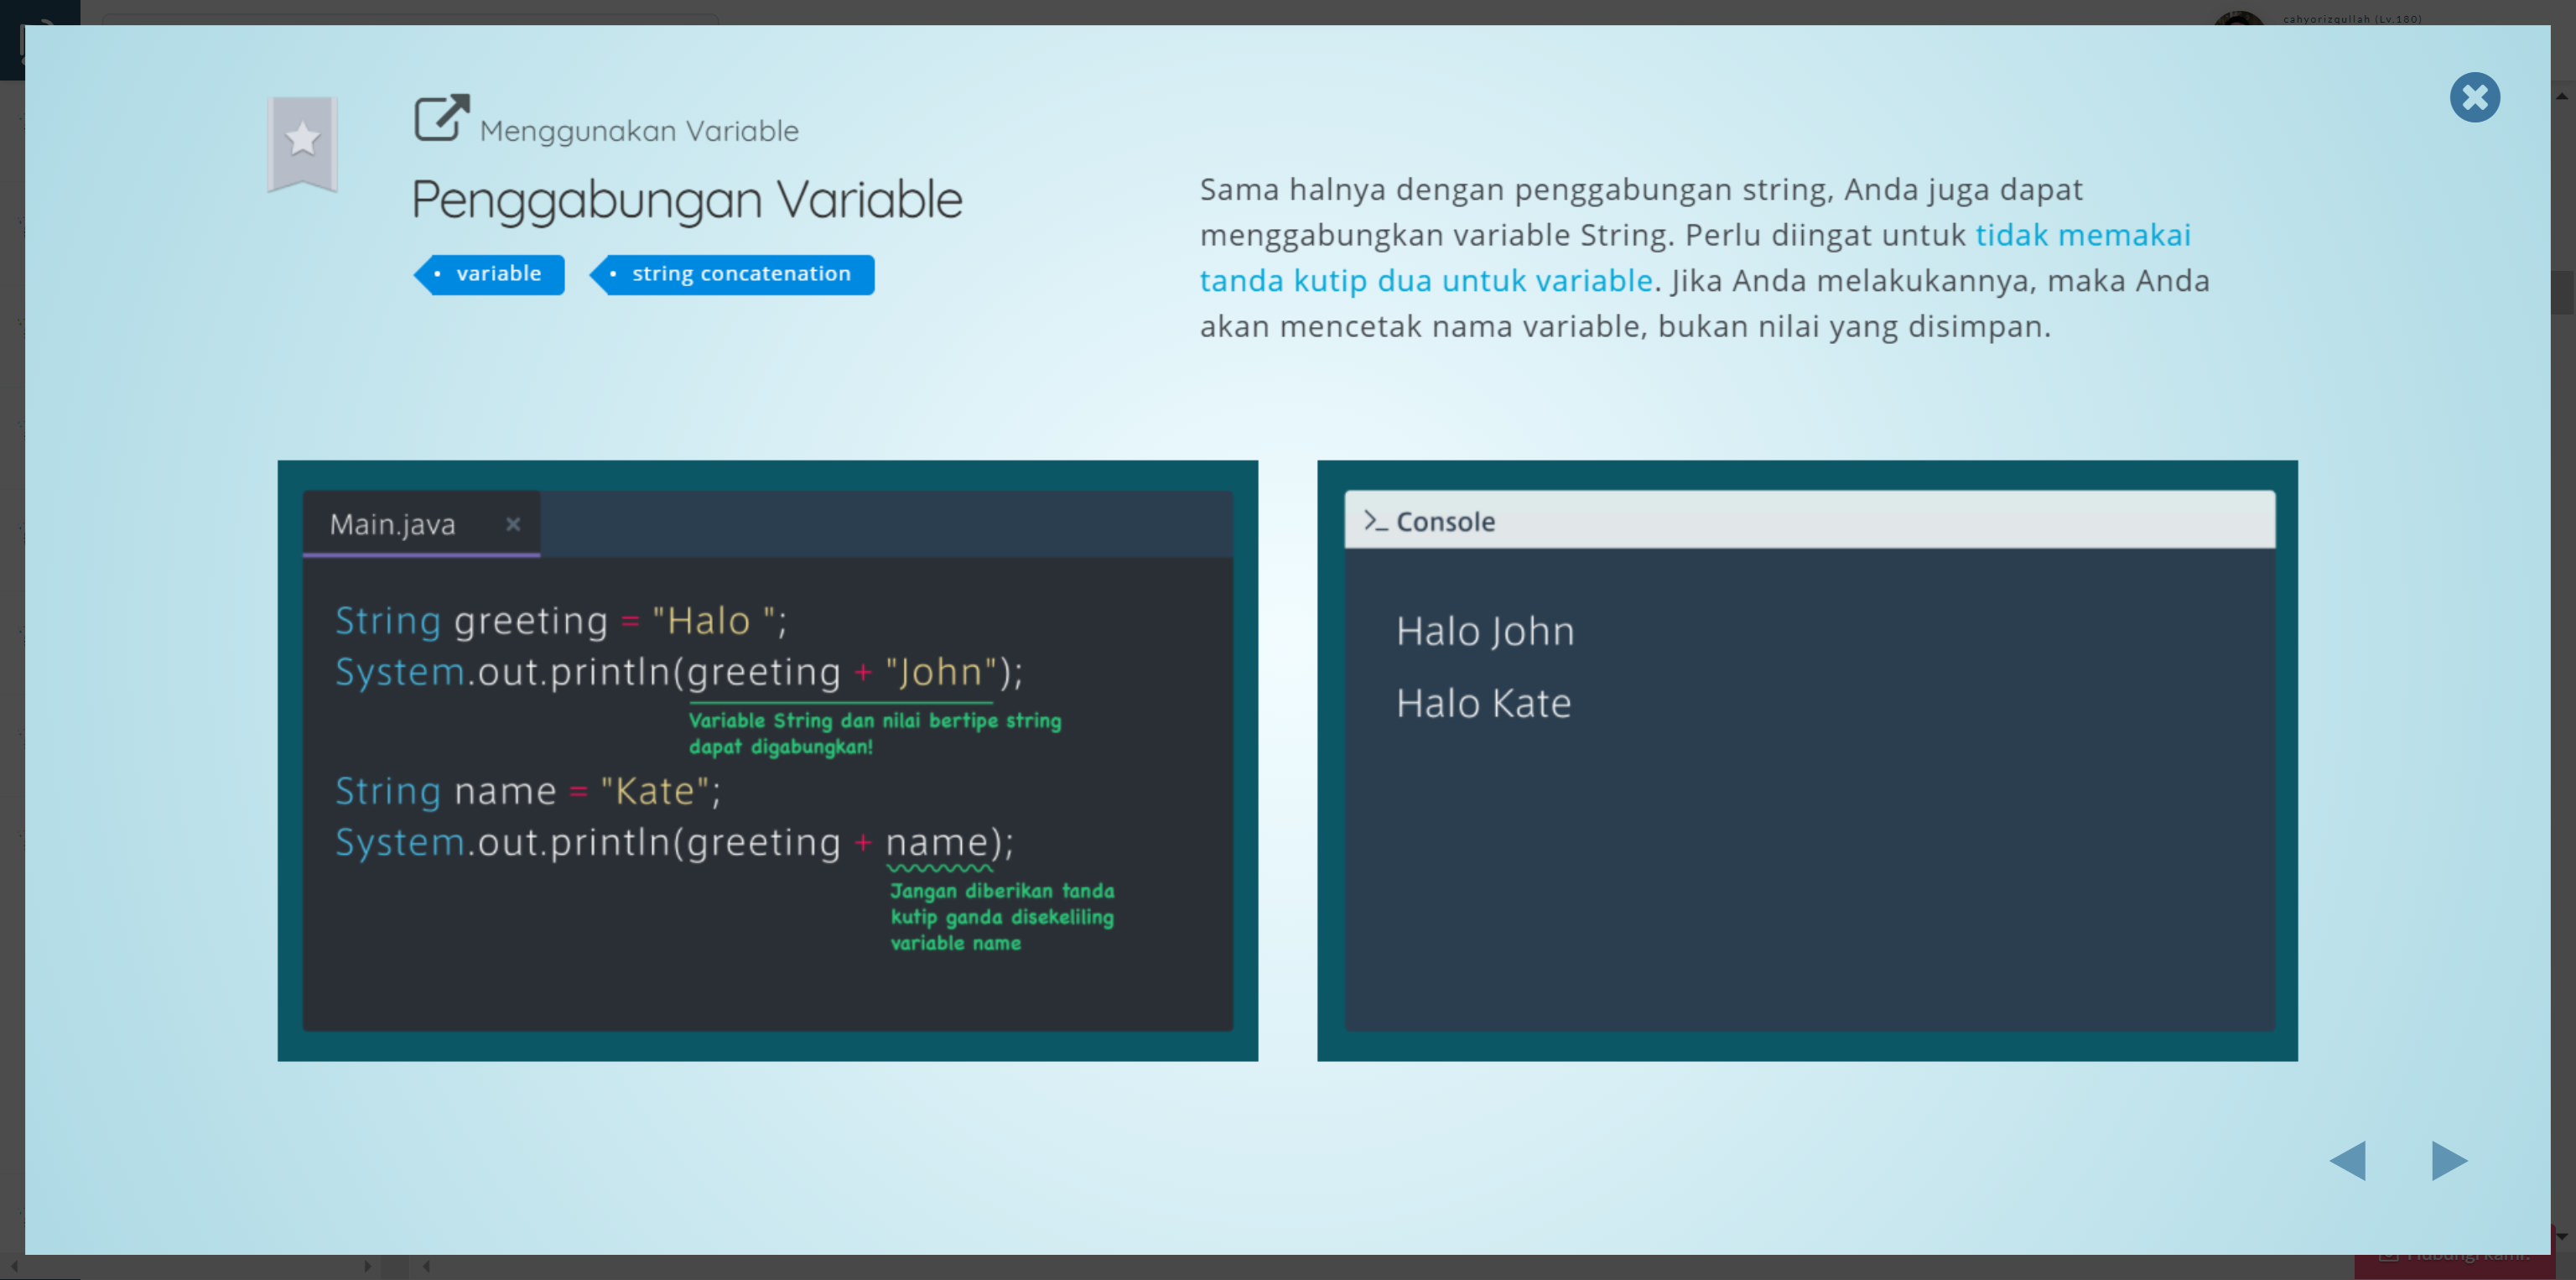 cahyorizqullah (Lv.180)
Menggunakan Variable
Penggabungan Variable
• variable
• string concatenation
Sama halnya dengan penggabungan string, Anda juga dapat
menggabungkan variable String. Perlu diingat untuk tidak memakai
tanda kutip dua untuk variable. Jika Anda melakukannya, maka Anda
akan mencetak nama variable, bukan nilai yang disimpan.
Main.java ×
String greeting = "Halo ";
System.out.println(greeting + "John");
Variable String dan nilai bertipe string
dapat digabungkan!
String name = "Kate";
System.out.println(greeting + name);
Jangan diberikan tanda
kutip ganda disekeliling
variable name
>_ Console
Halo John
Halo Kate